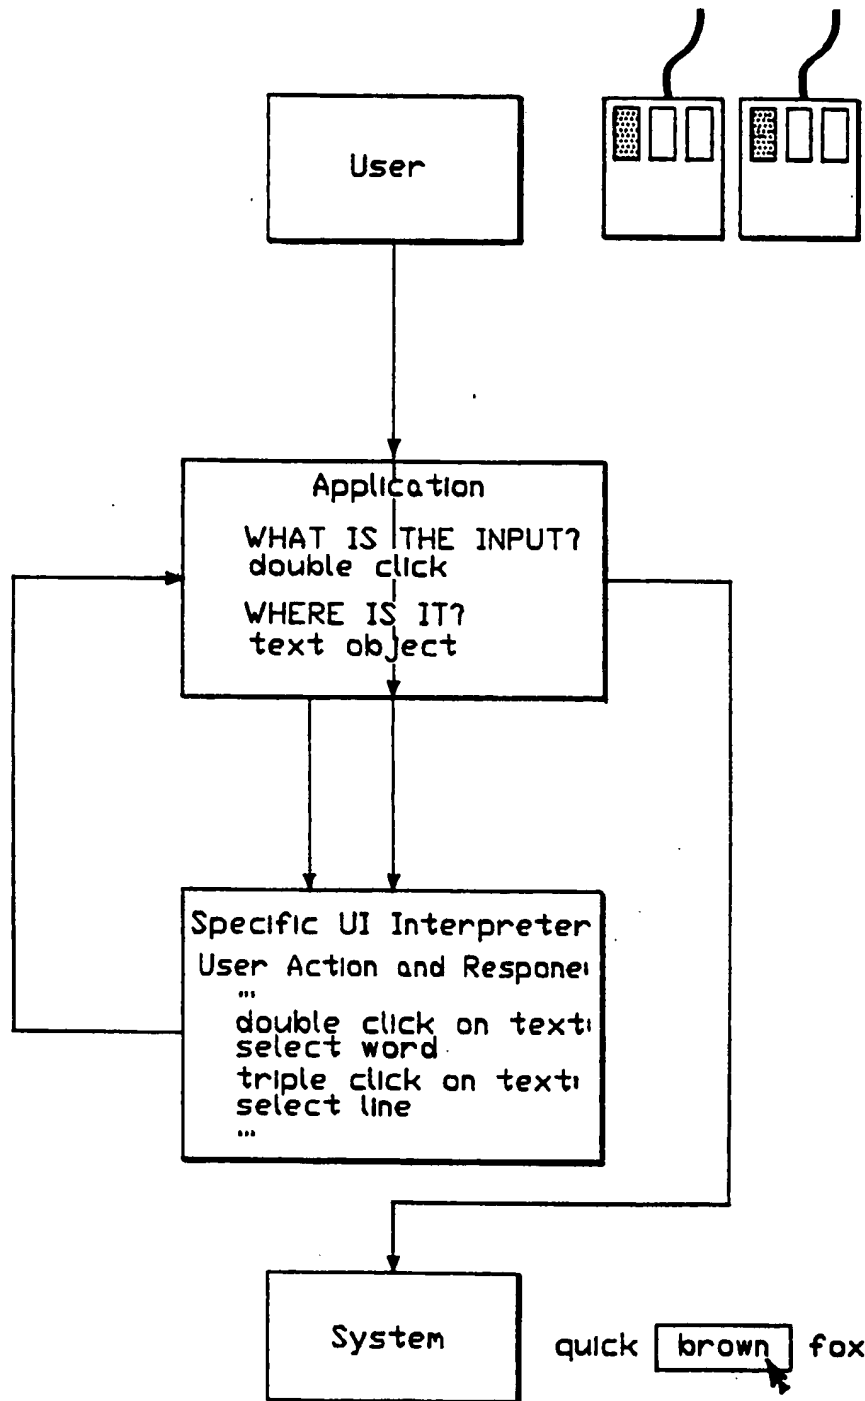 User
Application
WHAT IS THE INPUT?
double click
WHERE IS IT?
text object
Specific UI Interpreter
User Action and Respone:
...
double click on text:
select word
triple click on text:
select line
...
System
quick brown fox